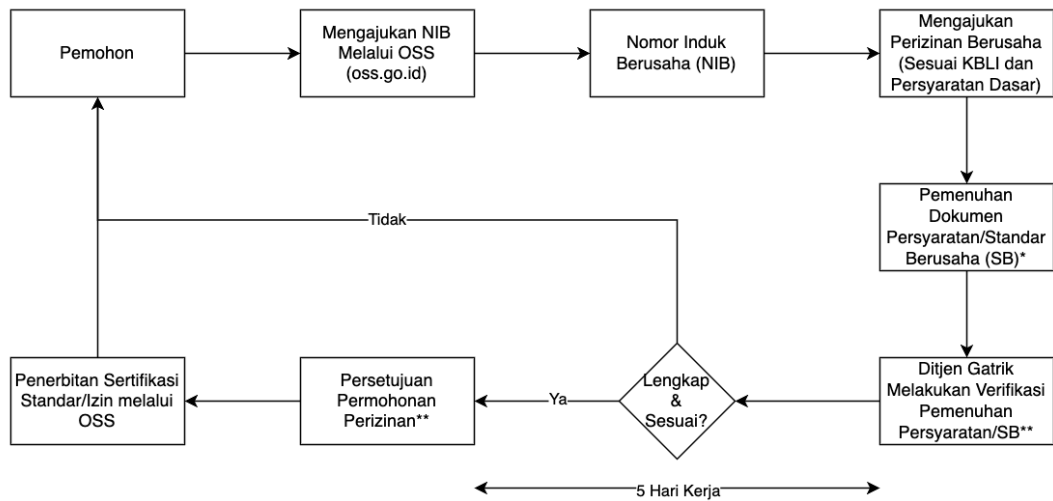 Pemohon
Mengajukan NIB
Melalui OSS
(oss.go.id)
Nomor Induk
Berusaha (NIB)
Mengajukan
Perizinan Berusaha
(Sesuai KBLI dan
Persyaratan Dasar)
Pemenuhan
Dokumen
Persyaratan/Standar
Berusaha (SB)*
Tidak
Penerbitan Sertifikasi
Standar/Izin melalui
OSS
Persetujuan
Permohonan
Perizinan**
Ya
Lengkap
&
Sesuai?
Ditjen Gatrik
Melakukan Verifikasi
Pemenuhan
Persyaratan/SB**
5 Hari Kerja